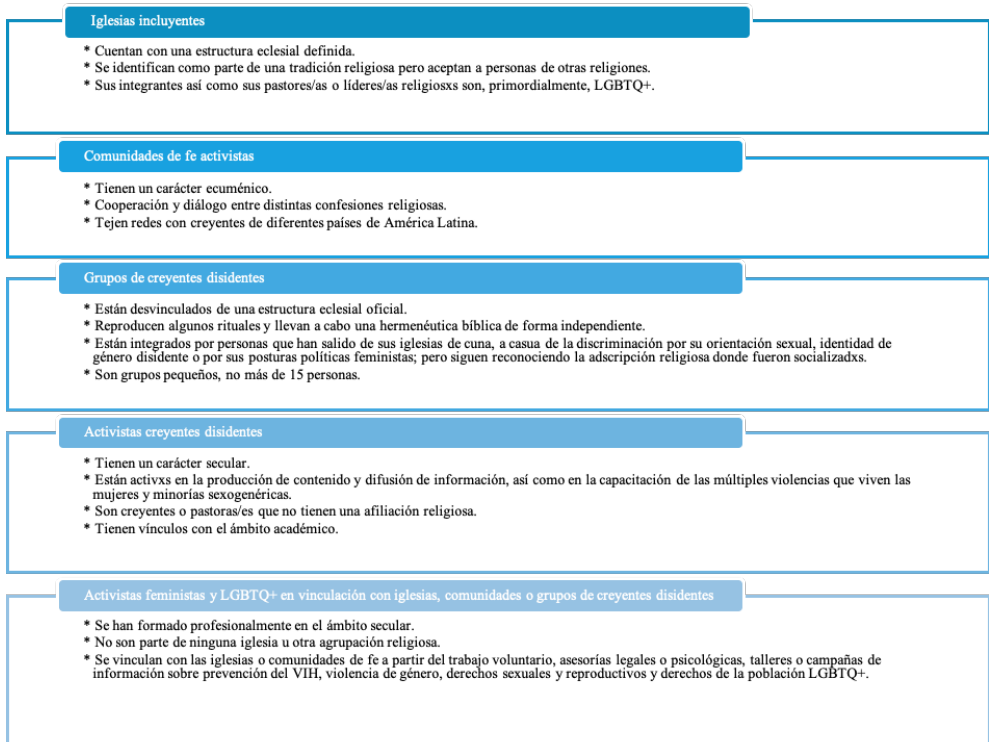 Iglesias incluyentes
* Cuentan con una estructura eclesial definida.
* Se identifican como parte de una tradición religiosa pero aceptan a personas de otras religiones.
* Sus integrantes así como sus pastores/as o líderes/as religiosxs son, primordialmente, LGBTQ+.
Comunidades de fe activistas
* Tienen un carácter ecuménico.
* Cooperación y diálogo entre distintas confesiones religiosas.
* Tejen redes con creyentes de diferentes países de América Latina.
Grupos de creyentes disidentes
* Están desvinculados de una estructura eclesial oficial.
* Reproducen algunos rituales y llevan a cabo una hermenéutica bíblica de forma independiente.
* Están integrados por personas que han salido de sus iglesias de cuna, a casua de la discriminación por su orientación sexual, identidad de
género disidente o por sus posturas políticas feministas; pero siguen reconociendo la adscripción religiosa donde fueron socializadxs.
* Son grupos pequeños, no más de 15 personas.
Activistas creyentes disidentes
* Tienen un carácter secular.
* Están activxs en la producción de contenido y difusión de información, así como en la capacitación de las múltiples violencias que viven las
mujeres y minorías sexogenéricas.
* Son creyentes o pastoras/es que no tienen una afiliación religiosa.
* Tienen vínculos con el ámbito académico.
Activistas feministas y LGBTQ+ en vinculación con iglesias, comunidades o grupos de creyentes disidentes
* Se han formado profesionalmente en el ámbito secular.
* No son parte de ninguna iglesia u otra agrupación religiosa.
* Se vinculan con las iglesias o comunidades de fe a partir del trabajo voluntario, asesorías legales o psicológicas, talleres o campañas de
información sobre prevención del VIH, violencia de género, derechos sexuales y reproductivos y derechos de la población LGBTQ+.